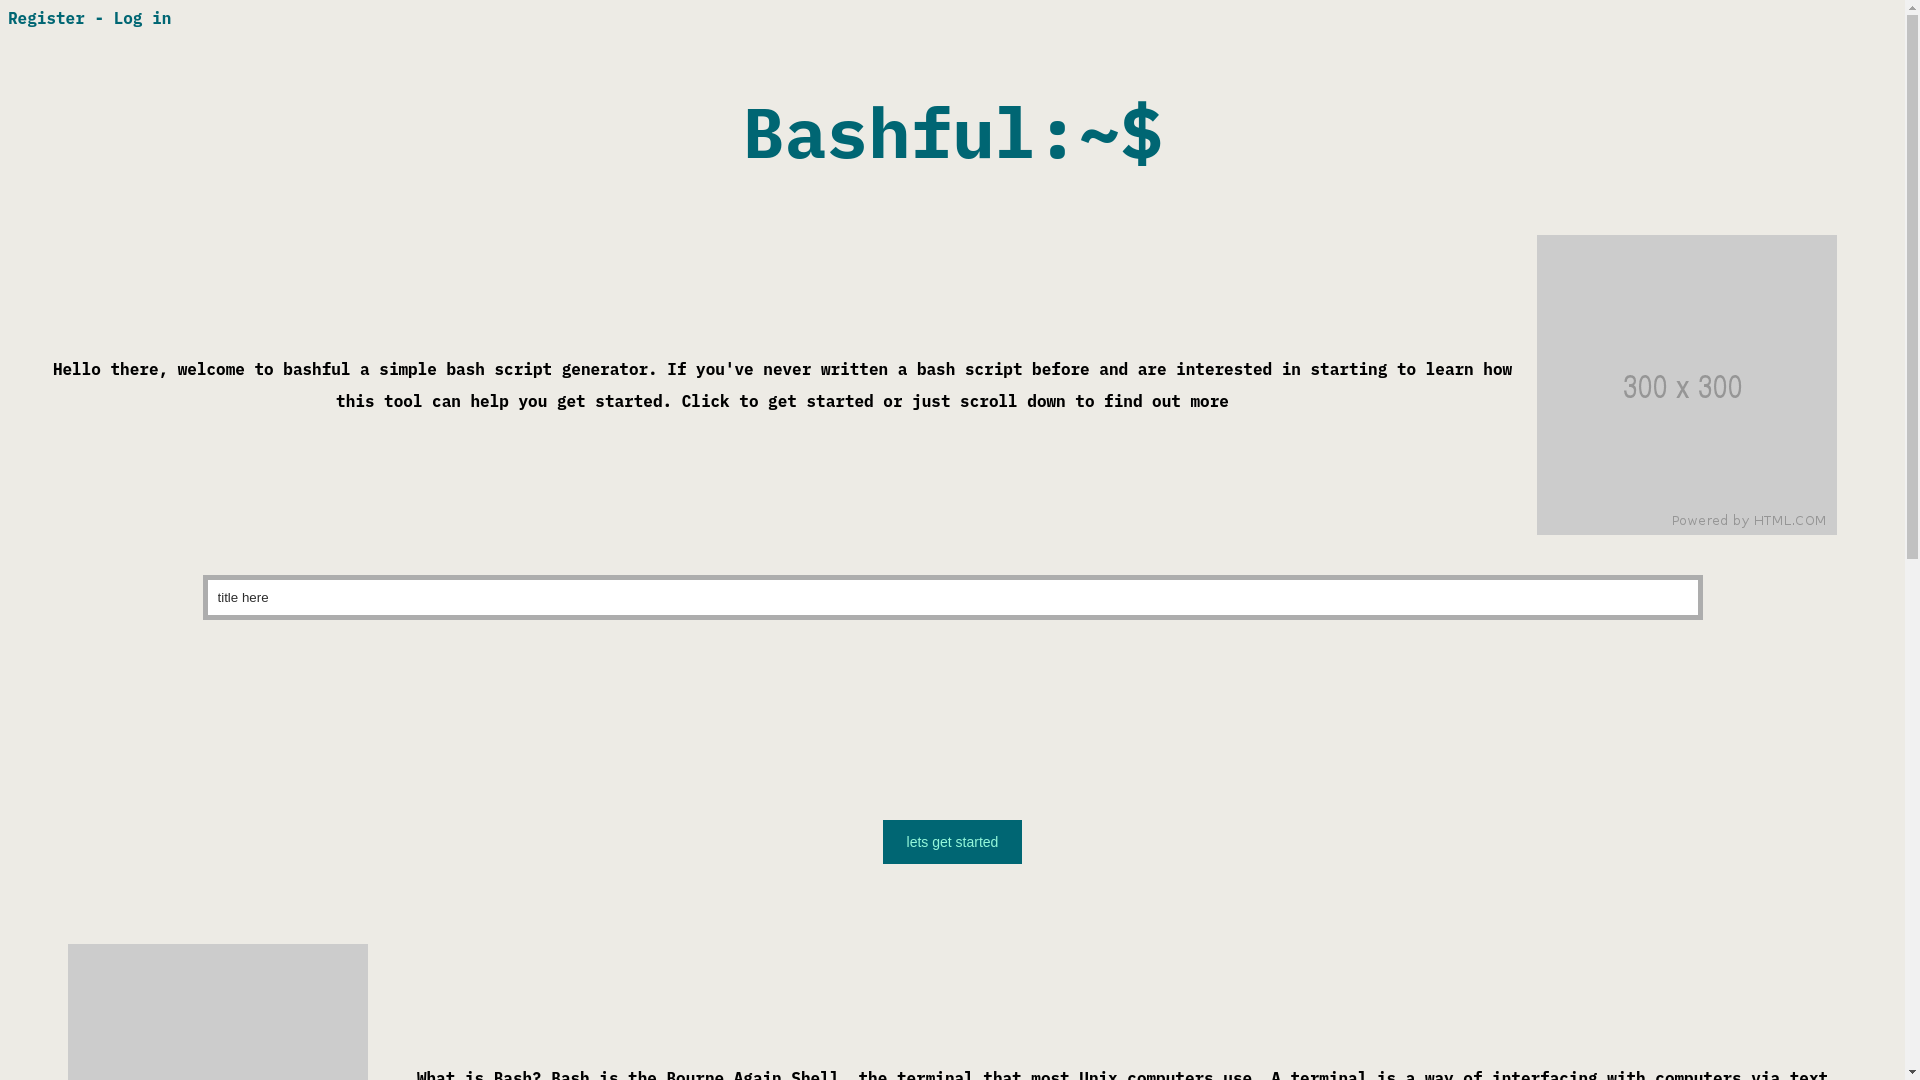 Register - Log in
Bashful:~$
Hello there, welcome to bashful a simple bash script generator. If you've never written a bash script before and are interested in starting to learn how
this tool can help you get started. Click to get started or just scroll down to find out more
300 x 300
Powered by HTML.COM
title here
lets get started
What is Bash? Bash is the Bourne Again Shell, the terminal that most Unix computers use. A terminal is a way of interfacing with computers via text